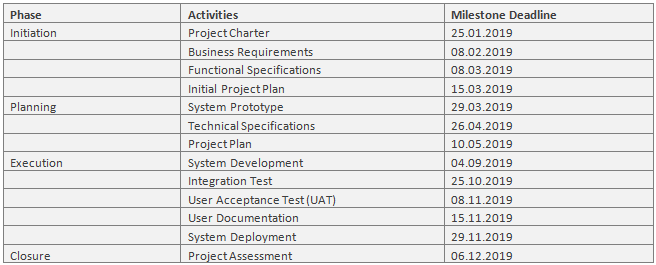 Phase Activities Milestone Deadline
Initiation Project Charter 25.01.2019
Business Requirements 08.02.2019
Functional Specifications 08.03.2019
Initial Project Plan 15.03.2019
Planning System Prototype 29.03.2019
Technical Specifications 26.04.2019
Project Plan 10.05.2019
Execution System Development 04.09.2019
Integration Test 25.10.2019
User Acceptance Test (UAT) 08.11.2019
User Documentation 15.11.2019
System Deployment 29.11.2019
Closure Project Assessment 06.12.2019